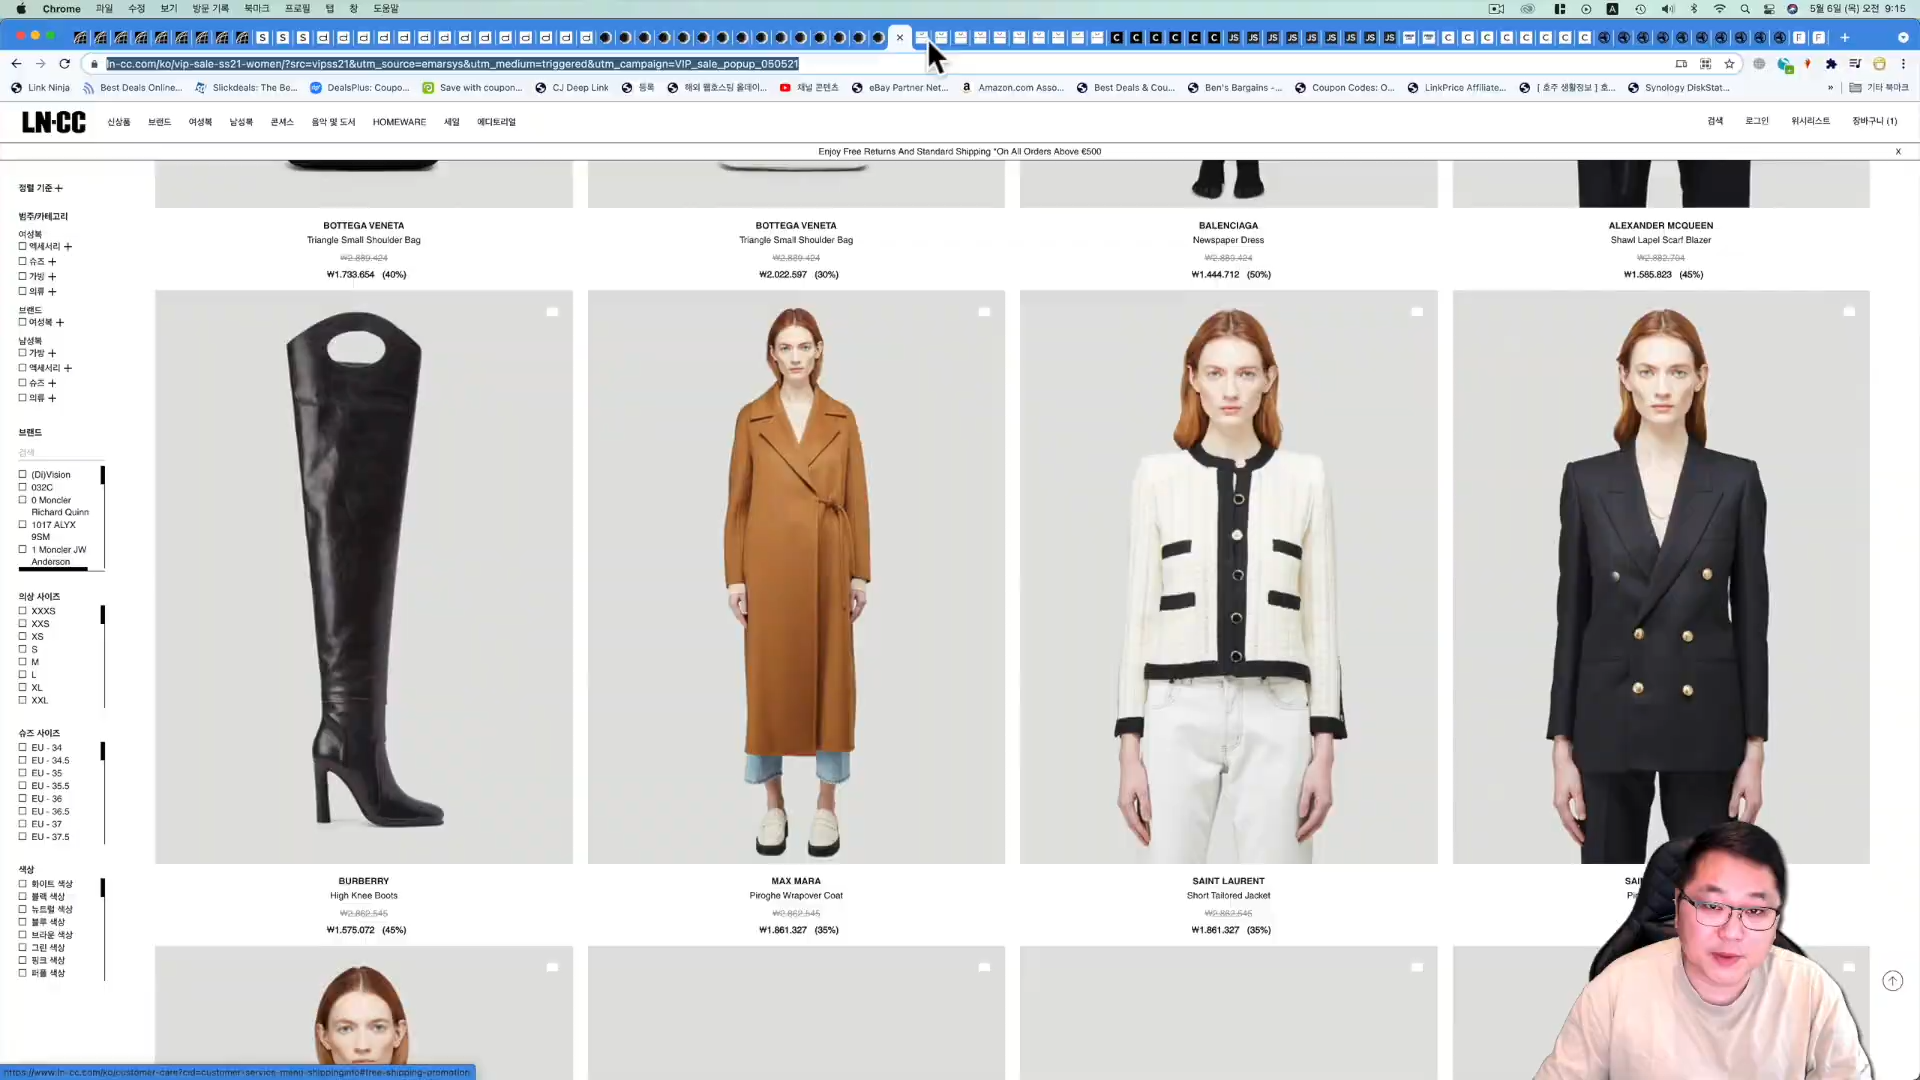 Chrome 파일 수정 보기 방문 기록 북마크 프로필 탭 창 도움말
5월 6일 (목) 오전 9:15
ln-cc.com/ko/vip-sale-ss21-women/?src=vipss21&utm_source=emarsys&utm_medium=triggered&utm_campaign=VIP_sale_popup_050521
Link Ninja Best Deals Online... Slickdeals: The Be... DealsPlus: Coupo... Save with coupon... CJ Deep Link 등록 해외 웹호스팅 올데이... 채널 콘텐츠 eBay Partner Net... Amazon.com Asso... Best Deals & Cou... Ben's Bargains -... Coupon Codes: O... LinkPrice Affiliate... [ 호주 생활정보 ] 호... Synology DiskStat... » 기타 북마크
LN-CC 신상품 브랜드 여성복 남성복 콘셔스 음악 및 도서 HOMEWARE 세일 에디토리얼 검색 로그인 위시리스트 장바구니 (1)
Enjoy Free Returns And Standard Shipping *On All Orders Above €500 X
정렬 기준 +
범주/카테고리
여성복
액세서리 +
슈즈 +
가방 +
의류 +
브랜드
여성복 +
남성복
가방 +
액세서리 +
슈즈 +
의류 +
브랜드
검색
(Di)Vision
032C
0 Moncler
Richard Quinn
1017 ALYX
9SM
1 Moncler JW
Anderson
의상 사이즈
XXXS
XXS
XS
S
M
L
XL
XXL
슈즈 사이즈
EU - 34
EU - 34.5
EU - 35
EU - 35.5
EU - 36
EU - 36.5
EU - 37
EU - 37.5
색상
화이트 색상
블랙 색상
뉴트럴 색상
블루 색상
브라운 색상
그린 색상
핑크 색상
퍼플 색상
BOTTEGA VENETA
Triangle Small Shoulder Bag
₩2.889.424
₩1.733.654 (40%)
BOTTEGA VENETA
Triangle Small Shoulder Bag
₩2.889.424
₩2.022.597 (30%)
BALENCIAGA
Newspaper Dress
₩2.889.424
₩1.444.712 (50%)
ALEXANDER MCQUEEN
Shawl Lapel Scarf Blazer
₩2.882.704
₩1.585.823 (45%)
BURBERRY
High Knee Boots
₩2.862.545
₩1.575.072 (45%)
MAX MARA
Piroghe Wrapover Coat
₩2.862.545
₩1.861.327 (35%)
SAINT LAURENT
Short Tailored Jacket
₩2.862.545
₩1.861.327 (35%)
https://www.ln-cc.com/ko/customer-care?cid=customer-service-menu-shippinginfo#free-shipping-promotion